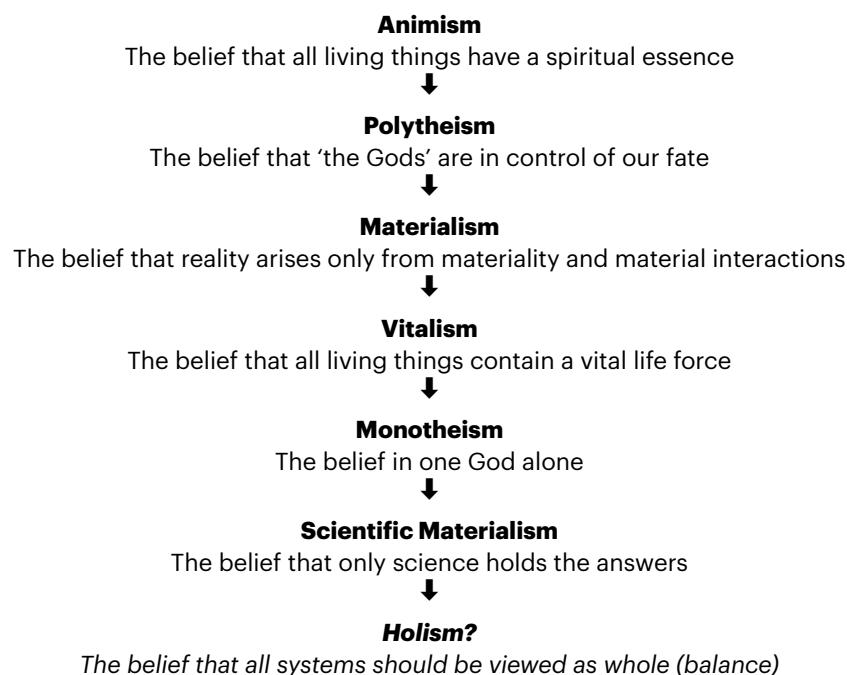 Animism
The belief that all living things have a spiritual essence
Polytheism
The belief that ‘the Gods’ are in control of our fate
Materialism
The belief that reality arises only from materiality and material interactions
Vitalism
The belief that all living things contain a vital life force
Monotheism
The belief in one God alone
Scientific Materialism
The belief that only science holds the answers
Holism?
The belief that all systems should be viewed as whole (balance)